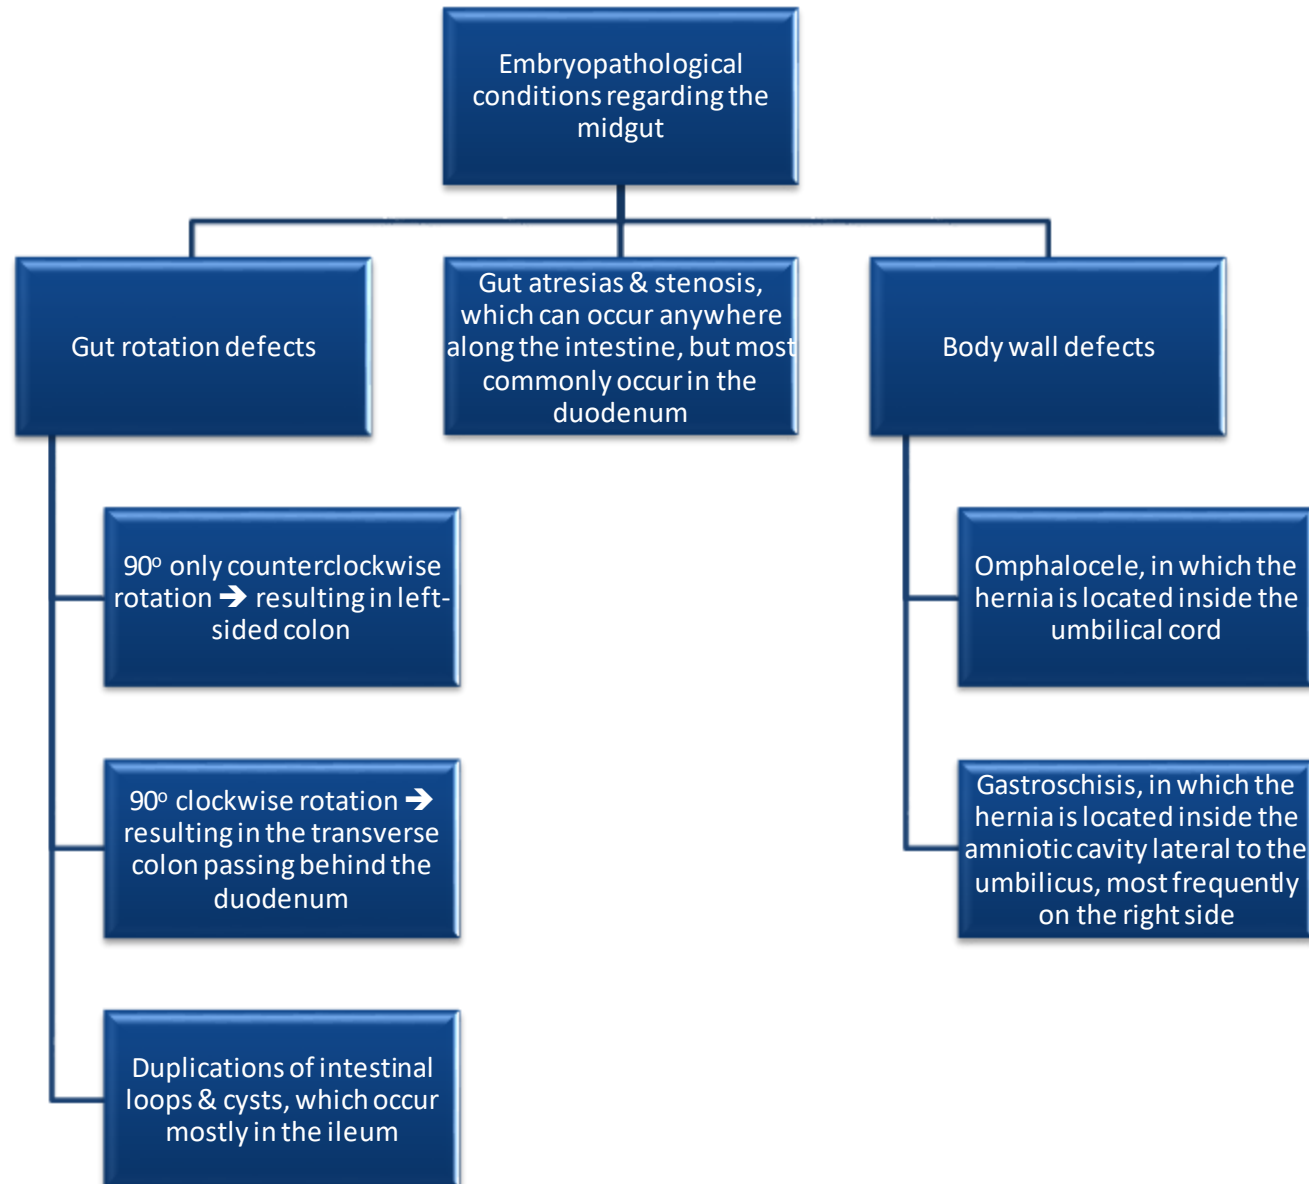 Embryopathological
conditions regarding the
midgut
Gut rotation defects
Gut atresias & stenosis,
which can occur anywhere
along the intestine, but most
commonly occur in the
duodenum
Body wall defects
90° only counterclockwise
rotation ➔ resulting in left-
sided colon
90° clockwise rotation ➔
resulting in the transverse
colon passing behind the
duodenum
Duplications of intestinal
loops & cysts, which occur
mostly in the ileum
Omphalocele, in which the
hernia is located inside the
umbilical cord
Gastroschisis, in which the
hernia is located inside the
amniotic cavity lateral to the
umbilicus, most frequently
on the right side